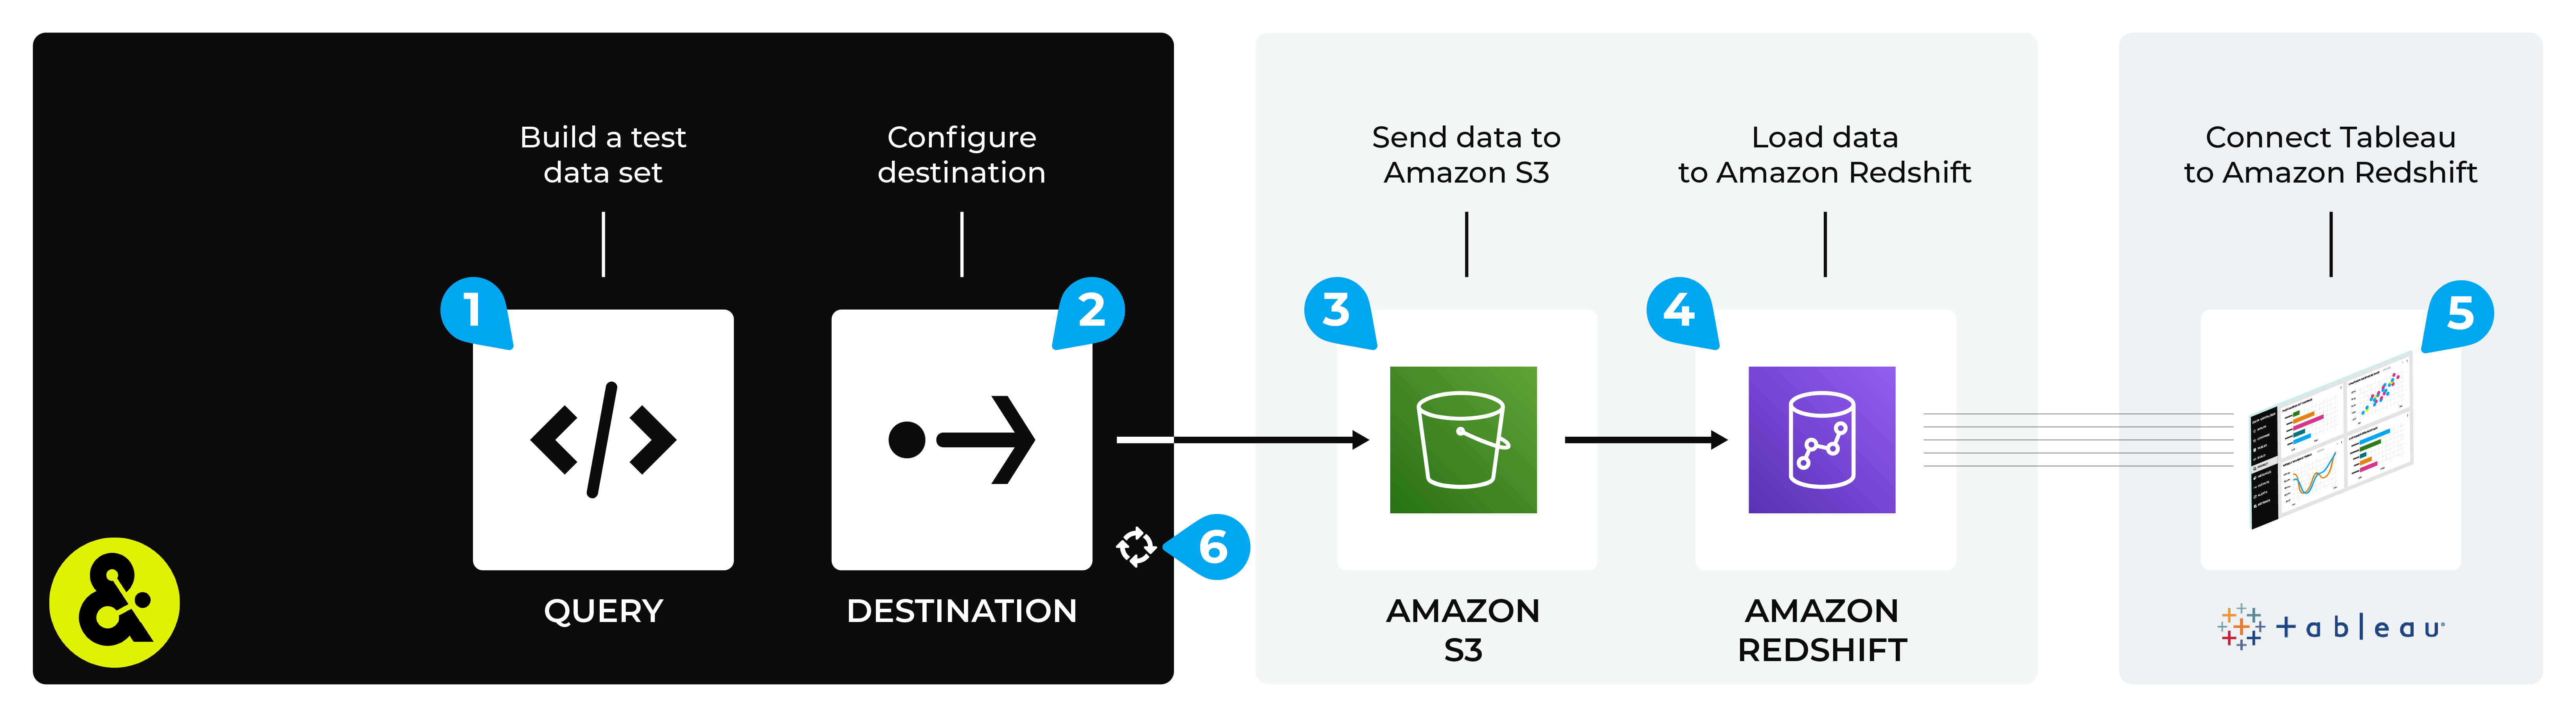 Build a test
data set
Configure
destination
Send data to
Amazon S3
Load data
to Amazon Redshift
Connect Tableau
to Amazon Redshift
1
2
3
4
5
6
QUERY
DESTINATION
AMAZON
S3
AMAZON
REDSHIFT
+ableau